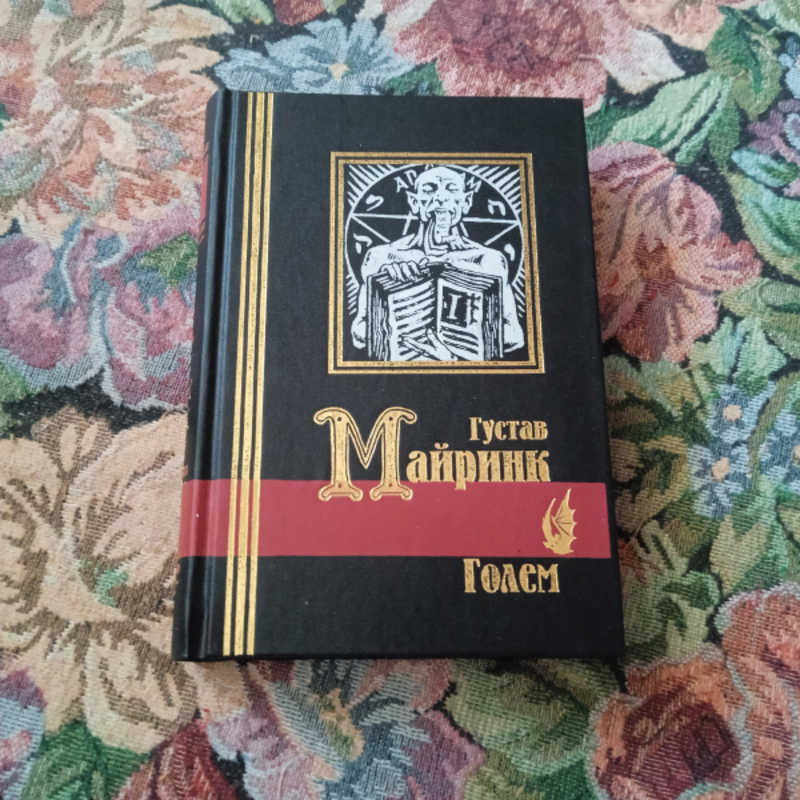 Густав
Майринк
Голем